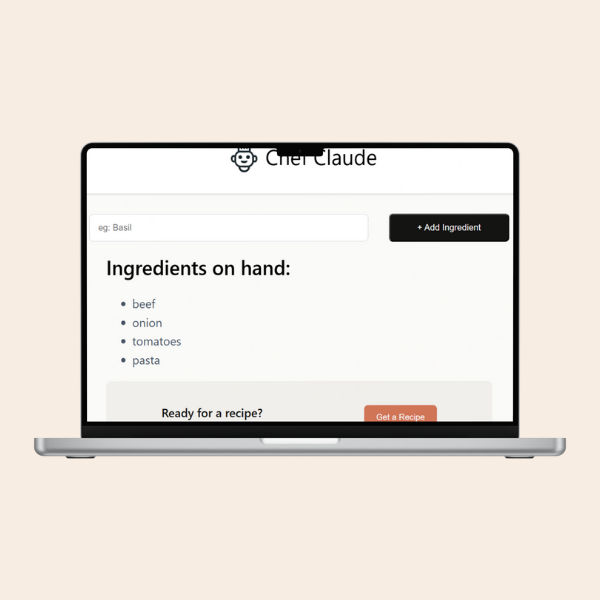 Chef Claude
eg: Basil
+ Add Ingredient
Ingredients on hand:
beef
onion
tomatoes
pasta
Ready for a recipe?
Get a Recipe